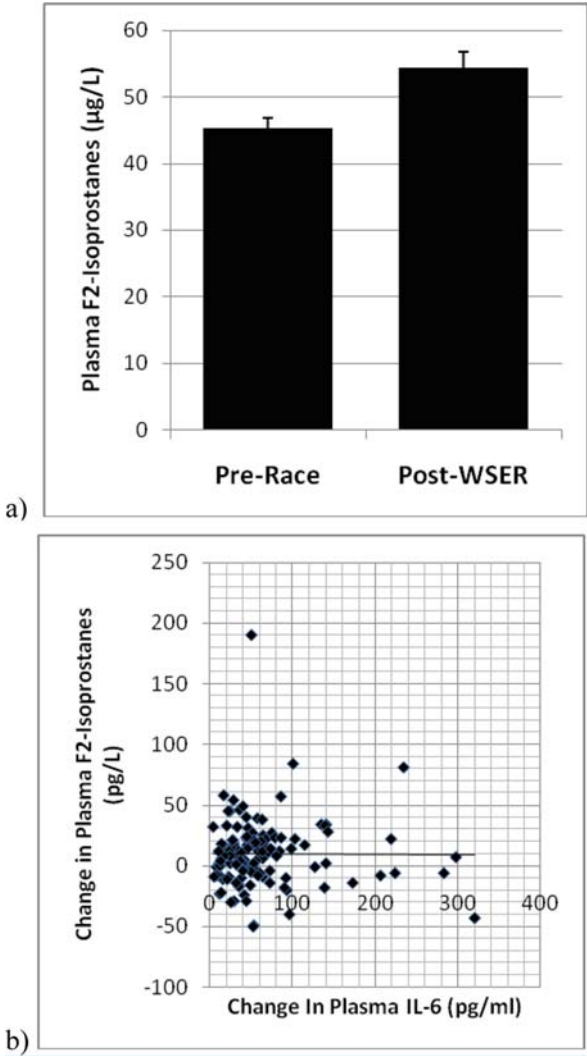 Plasma F2-Isoprostanes (µg/L)
60
50
40
30
20
10
0
Pre-Race Post-WSER
a)
Change in Plasma F2-Isoprostanes
(pg/L)
250
200
150
100
50
0
-50
-100
0 100 200 300 400
Change In Plasma IL-6 (pg/ml)
b)